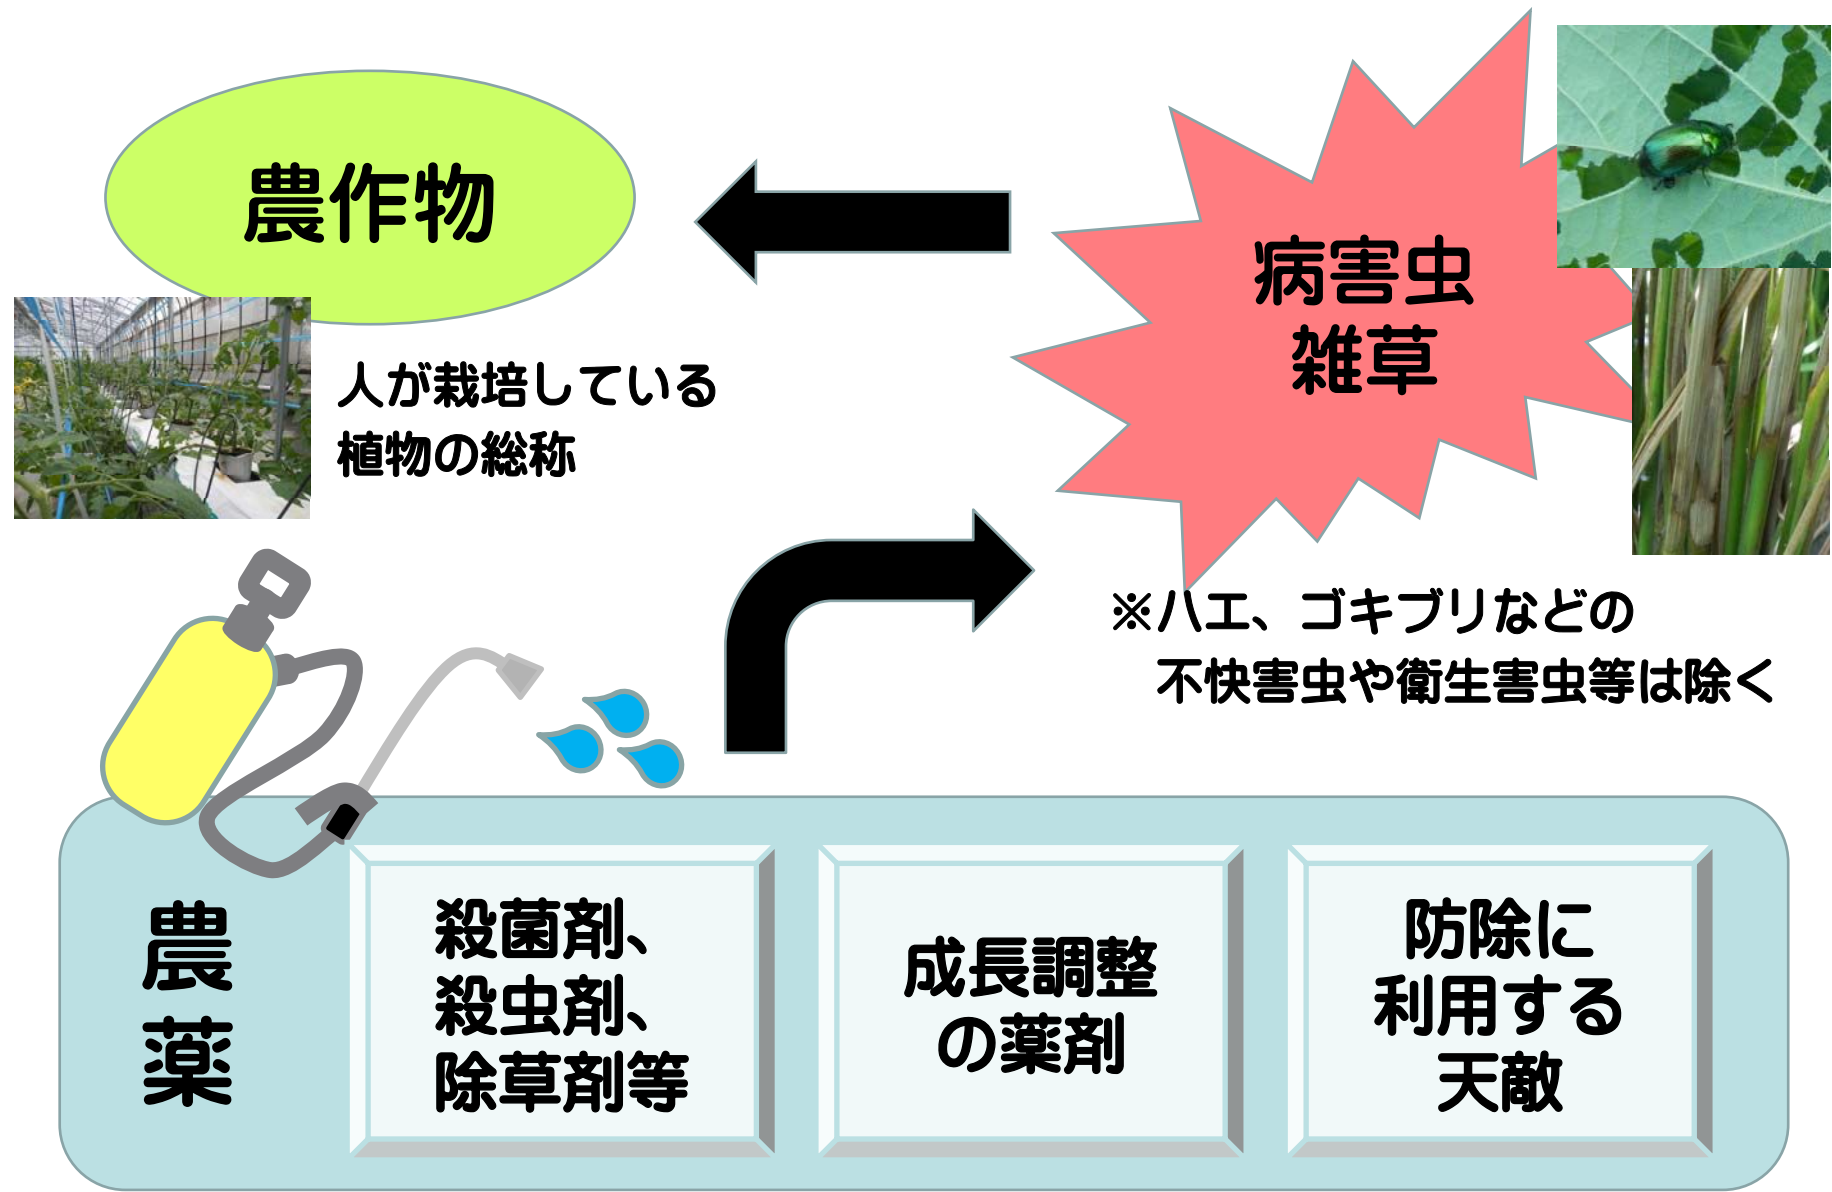 農作物
人が栽培している
植物の総称
病害虫
雑草
※ハエ、ゴキブリなどの
不快害虫や衛生害虫等は除く
農
薬
殺菌剤、
殺虫剤、
除草剤等
成長調整
の薬剤
防除に
利用する
天敵